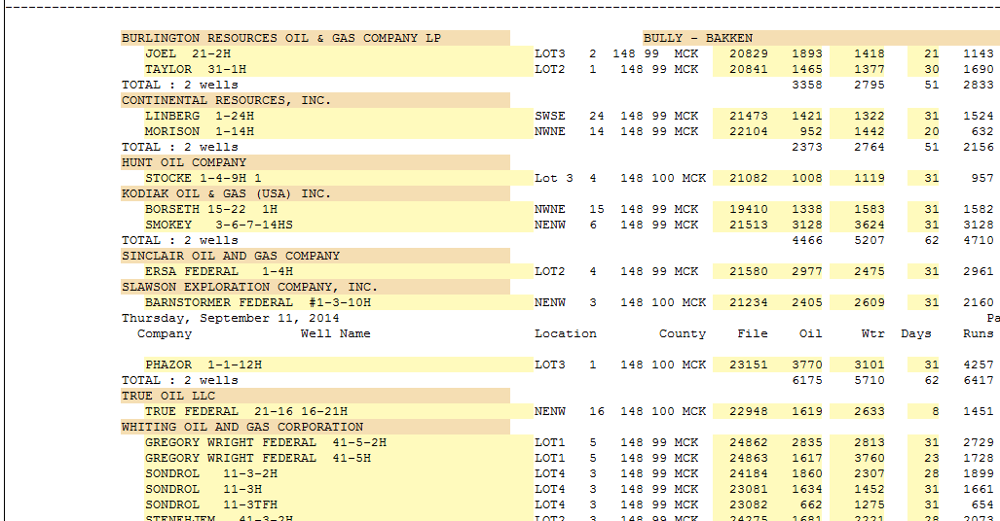 BURLINGTON RESOURCES OIL & GAS COMPANY LP BULLY - BAKKEN
JOEL 21-2H LOT3 2 148 99 MCK 20829 1893 1418 21 1143
TAYLOR 31-1H LOT2 1 148 99 MCK 20841 1465 1377 30 1690
TOTAL : 2 wells 3358 2795 51 2833
CONTINENTAL RESOURCES, INC.
LINBERG 1-24H SWSE 24 148 99 MCK 21473 1421 1322 31 1524
MORISON 1-14H NWNE 14 148 99 MCK 22104 952 1442 20 632
TOTAL : 2 wells 2373 2764 51 2156
HUNT OIL COMPANY
STOCKE 1-4-9H 1 Lot 3 4 148 100 MCK 21082 1008 1119 31 957
KODIAK OIL & GAS (USA) INC.
BORSETH 15-22 1H NWNE 15 148 99 MCK 19410 1338 1583 31 1582
SMOKEY 3-6-7-14HS NENW 6 148 99 MCK 21513 3128 3624 31 3128
TOTAL : 2 wells 4466 5207 62 4710
SINCLAIR OIL AND GAS COMPANY
ERSA FEDERAL 1-4H LOT2 4 148 99 MCK 21580 2977 2475 31 2961
SLAWSON EXPLORATION COMPANY, INC.
BARNSTORMER FEDERAL #1-3-10H NENW 3 148 100 MCK 21234 2405 2609 31 2160
Thursday, September 11, 2014 Pa
Company Well Name Location County File Oil Wtr Days Runs
PHAZOR 1-1-12H LOT3 1 148 100 MCK 23151 3770 3101 31 4257
TOTAL : 2 wells 6175 5710 62 6417
TRUE OIL LLC
TRUE FEDERAL 21-16 16-21H NENW 16 148 100 MCK 22948 1619 2633 8 1451
WHITING OIL AND GAS CORPORATION
GREGORY WRIGHT FEDERAL 41-5-2H LOT1 5 148 99 MCK 24862 2835 2813 31 2729
GREGORY WRIGHT FEDERAL 41-5H LOT1 5 148 99 MCK 24863 1617 3760 23 1728
SONDROL 11-3-2H LOT4 3 148 99 MCK 24184 1860 2307 28 1899
SONDROL 11-3H LOT4 3 148 99 MCK 23081 1634 1452 31 1661
SONDROL 11-3TFH LOT4 3 148 99 MCK 23082 662 1275 31 654
STENEHJEM 41-3-2H LOT2 3 148 99 MCK 24275 1681 2221 28 2073